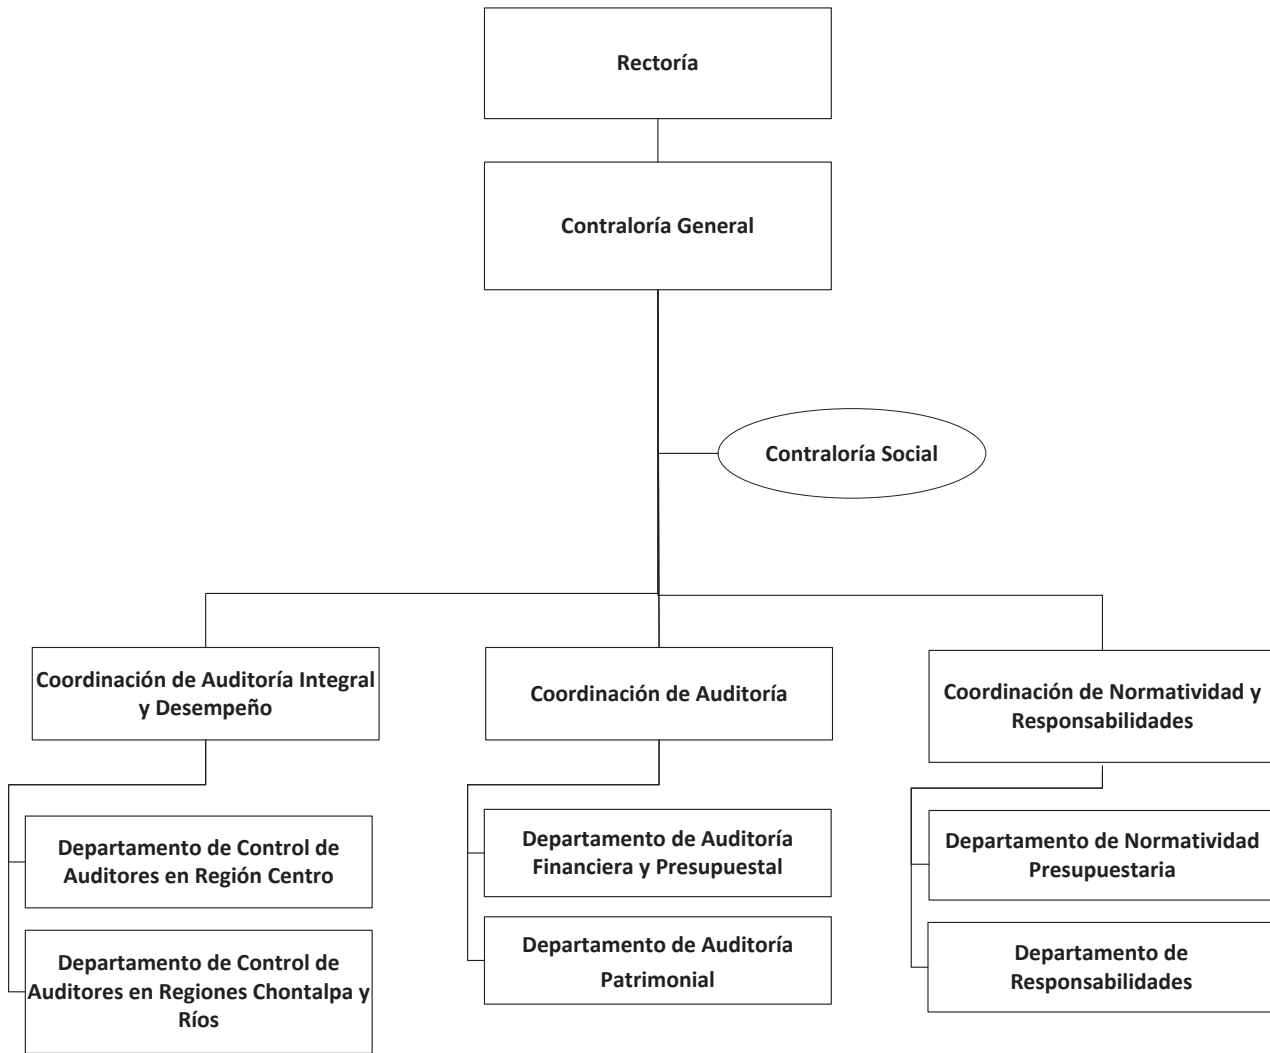 Rectoría
Contraloría General
Contraloría Social
Coordinación de Auditoría Integral
y Desempeño
Coordinación de Auditoría
Coordinación de Normatividad y
Responsabilidades
Departamento de Control de
Auditores en Región Centro
Departamento de Auditoría
Financiera y Presupuestal
Departamento de Normatividad
Presupuestaria
Departamento de Control de
Auditores en Regiones Chontalpa y
Ríos
Departamento de Auditoría
Patrimonial
Departamento de
Responsabilidades